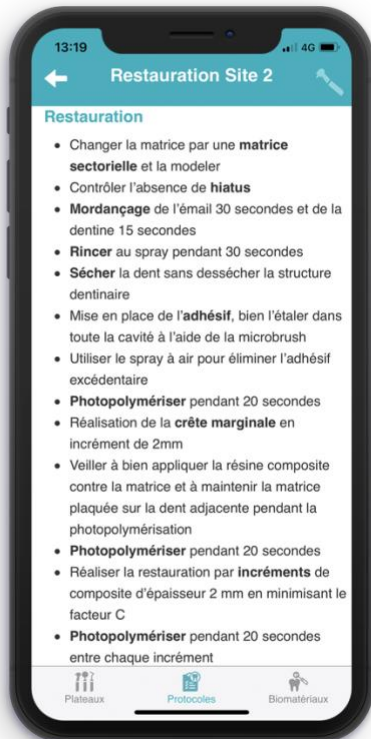 13:19
4G
Restauration Site 2
Restauration
• Changer la matrice par une matrice
sectorielle et la modeler
• Contrôler l'absence de hiatus
• Mordançage de l'émail 30 secondes et de la
dentine 15 secondes
• Rincer au spray pendant 30 secondes
• Sécher la dent sans dessécher la structure
dentinaire
• Mise en place de l'adhésif, bien l'étaler dans
toute la cavité à l'aide de la microbrush
• Utiliser le spray à air pour éliminer l'adhésif
excédentaire
• Photopolymériser pendant 20 secondes
• Réalisation de la crête marginale en
incrément de 2mm
• Veiller à bien appliquer la résine composite
contre la matrice et à maintenir la matrice
plaquée sur la dent adjacente pendant la
photopolymérisation
• Photopolymériser pendant 20 secondes
• Réaliser la restauration par incréments de
composite d'épaisseur 2 mm en minimisant le
facteur C
• Photopolymériser pendant 20 secondes
entre chaque incrément
Plateaux
Protocoles
Biomatériaux